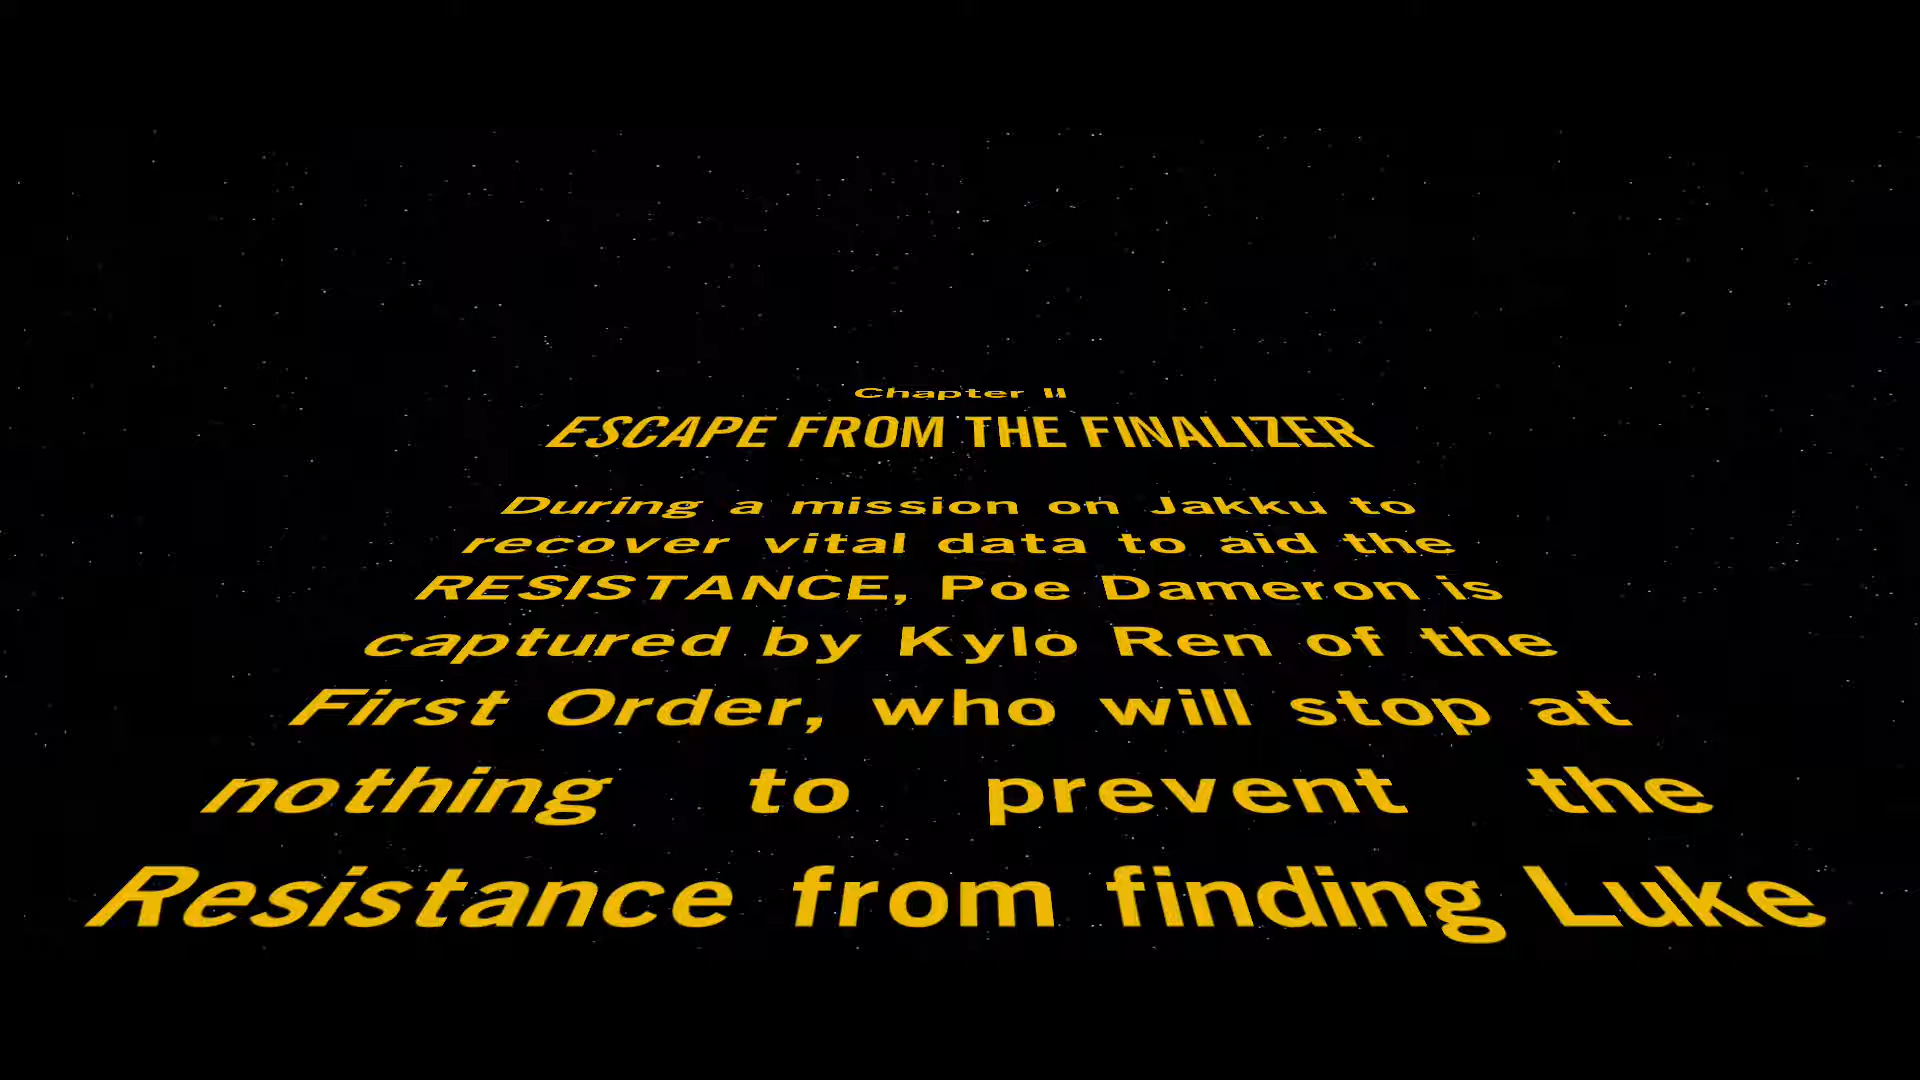 Chapter II
ESCAPE FROM THE FINALIZER
During a mission on Jakku to
recover vital data to aid the
RESISTANCE, Poe Dameron is
captured by Kylo Ren of the
First Order, who will stop at
nothing to prevent the
Resistance from finding Luke